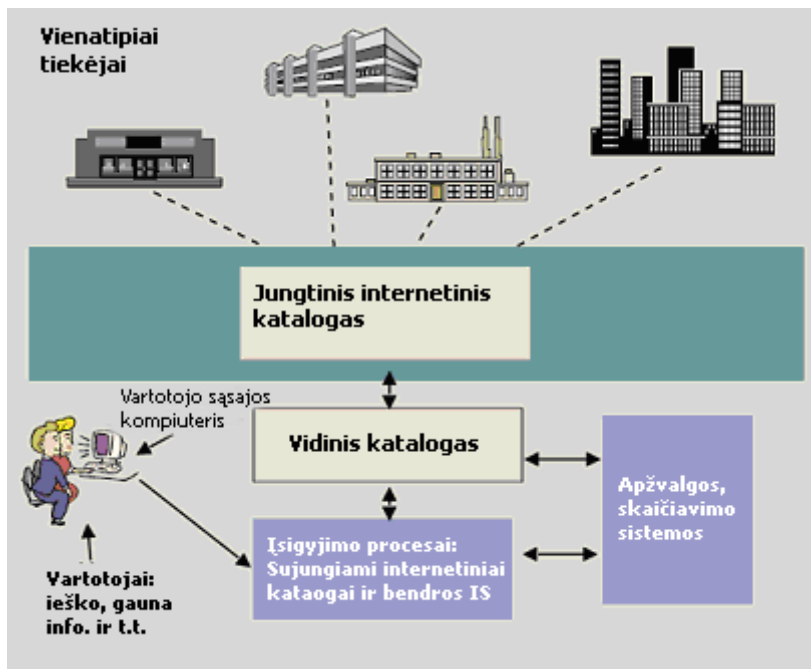 Vienatipiai
tiekėjai
Jungtinis internetinis
katalogas
Vartotojo sąsajos
kompiuteris
Vidinis katalogas
Apžvalgos,
skaičiavimo
sistemos
Įsigyjimo procesai:
Sujungiami internetiniai
kataogai ir bendros IS
Vartotojai:
ieško, gauna
info. ir t.t.